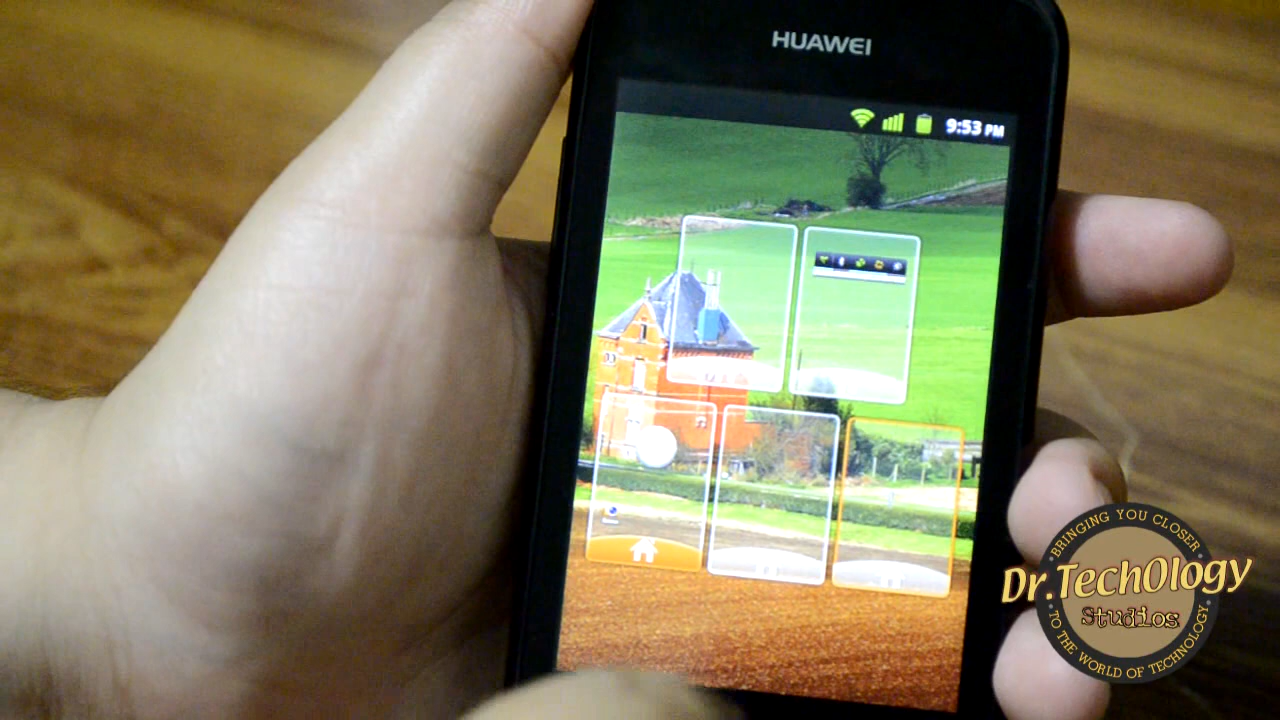 HUAWEI
9:53 PM
BRINGING YOU CLOSER
Dr.TechOlogy
Studios
TO THE WORLD OF TECHNOLOGY